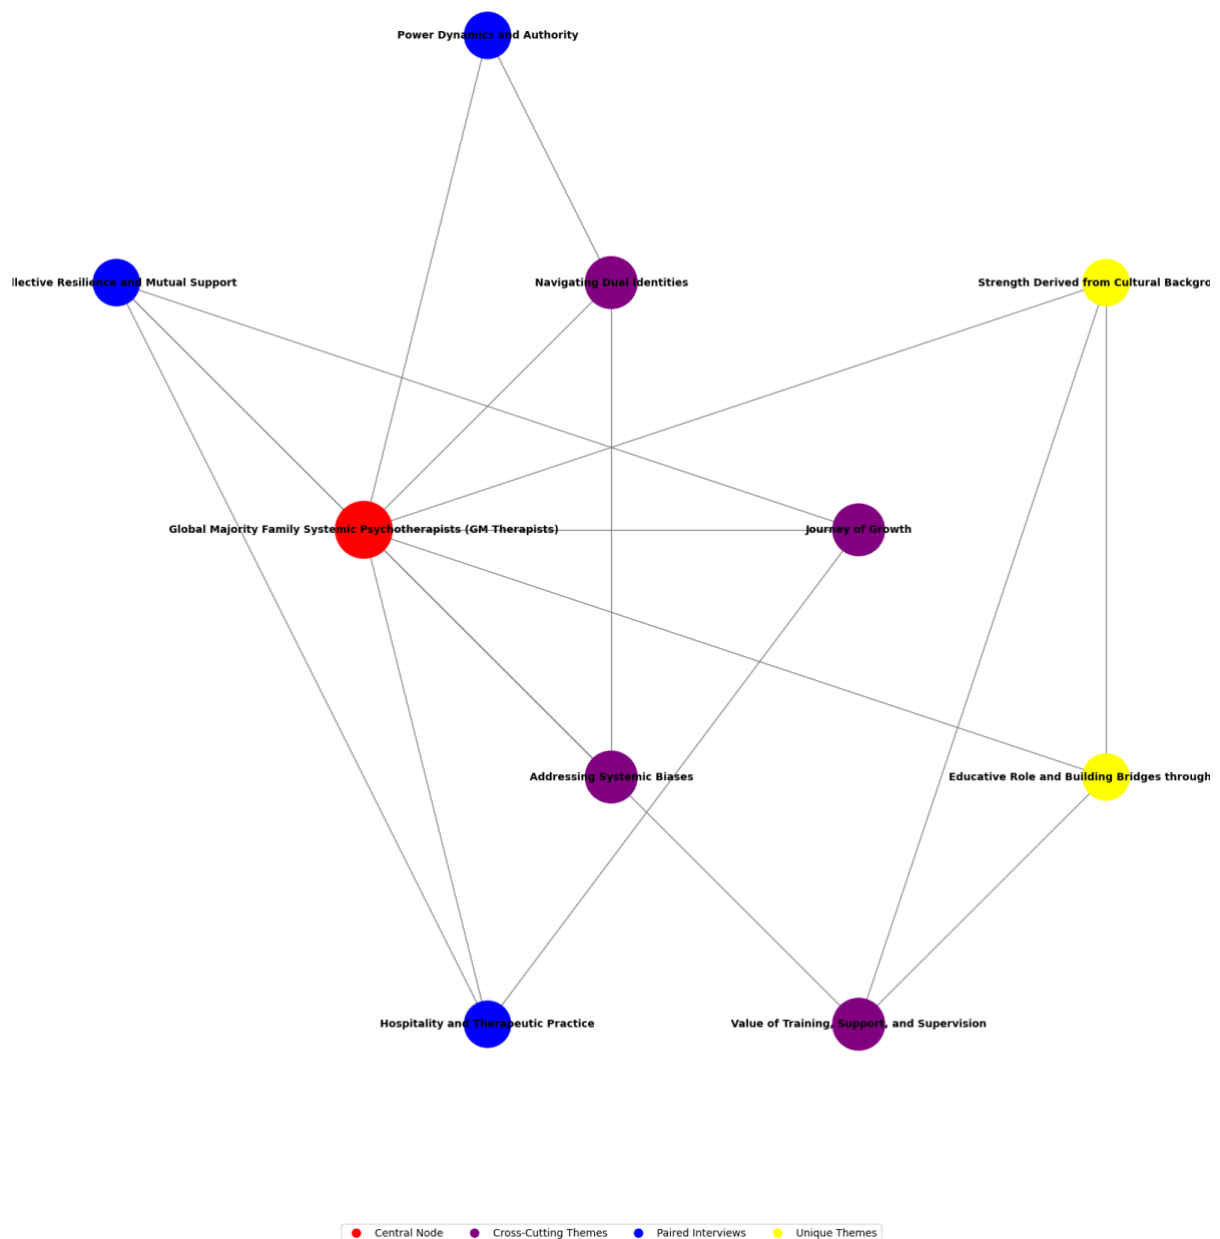 Power Dynamics and Authority
llective Resilience and Mutual Support
Navigating Dual Identities
Strength Derived from Cultural Backgro
Global Majority Family Systemic Psychotherapists (GM Therapists)
Journey of Growth
Addressing Systemic Biases
Educative Role and Building Bridges through
Hospitality and Therapeutic Practice
Value of Training, Support, and Supervision
Central Node
Cross-Cutting Themes
Paired Interviews
Unique Themes